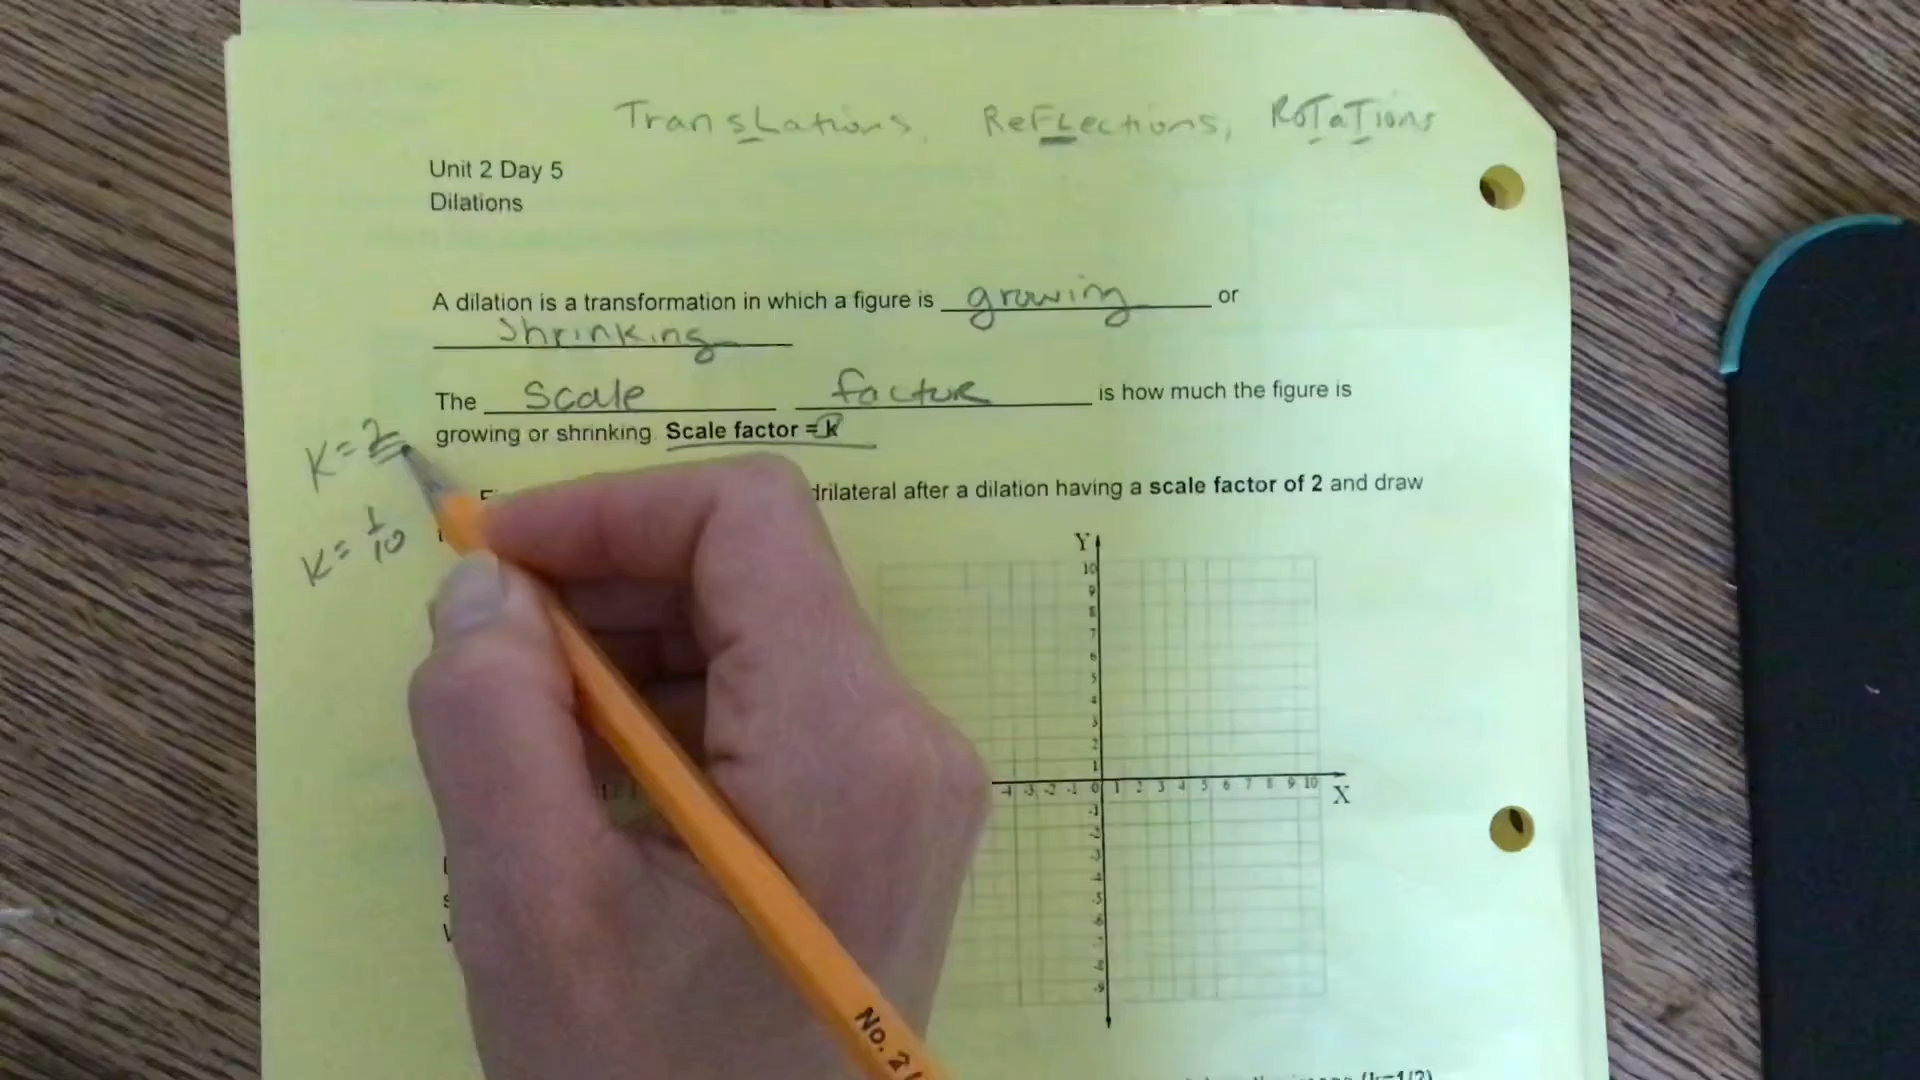 TransLations, ReFLections, RoTaTions
Unit 2 Day 5
Dilations
A dilation is a transformation in which a figure is growing or
shrinking
The scale factor is how much the figure is
growing or shrinking. Scale factor = k
K = 2
K = 1/10
drilateral after a dilation having a scale factor of 2 and draw
Y
10
9
8
7
6
5
4
3
2
1
-4 -3 -2 -1 0 1 2 3 4 5 6 7 8 9 10 X
-1
-2
-3
-4
-5
-6
-7
-8
-9
No. 2
(k=1/2)